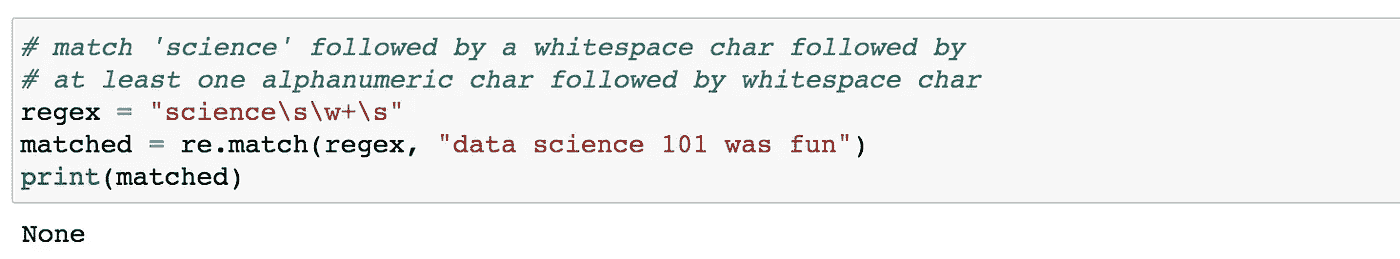 # match 'science' followed by a whitespace char followed by
# at least one alphanumeric char followed by whitespace char
regex = "science\s\w+\s"
matched = re.match(regex, "data science 101 was fun")
print(matched)
None